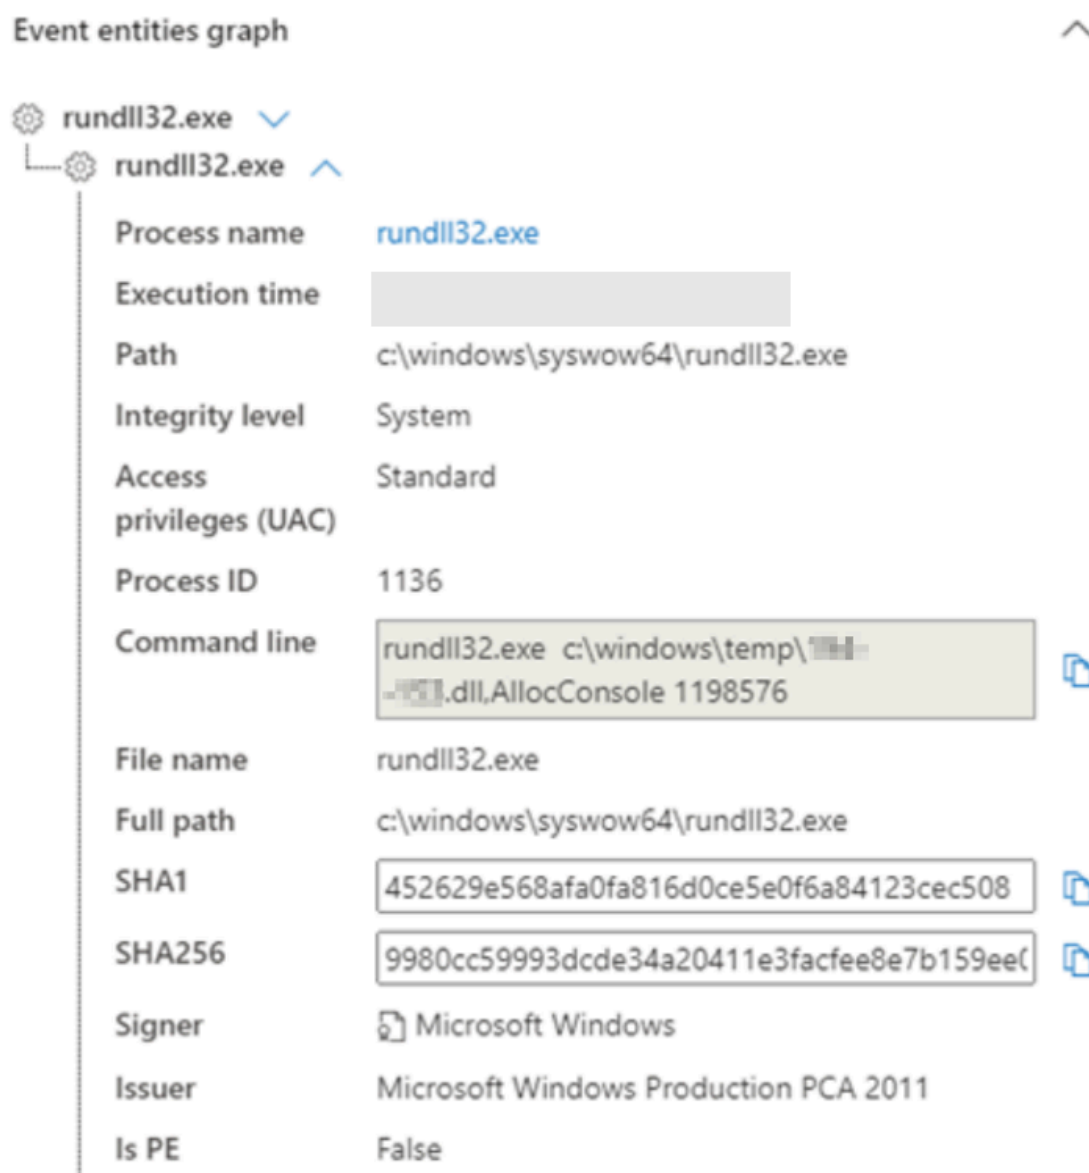 Event entities graph
rundll32.exe
rundll32.exe
Process name rundll32.exe
Execution time
Path c:\windows\syswow64\rundll32.exe
Integrity level System
Access Standard
privileges (UAC)
Process ID 1136
Command line rundll32.exe c:\windows\temp\
.dll,AllocConsole 1198576
File name rundll32.exe
Full path c:\windows\syswow64\rundll32.exe
SHA1 452629e568afa0fa816d0ce5e0f6a84123cec508
SHA256 9980cc59993dcde34a20411e3facfee8e7b159ee
Signer Microsoft Windows
Issuer Microsoft Windows Production PCA 2011
Is PE False